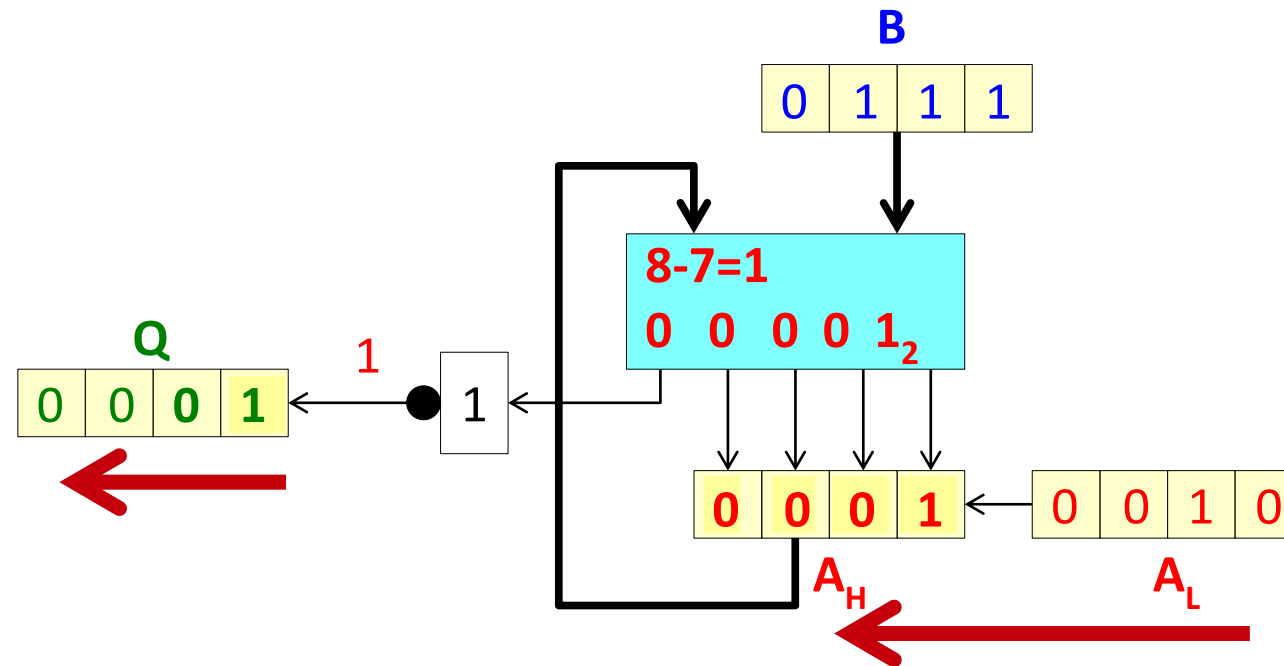 B
0 1 1 1
8-7=1
0 0 0 0 1₂
Q
1
0 0 0 1
1
0 0 0 1
0 0 1 0
A_H
A_L